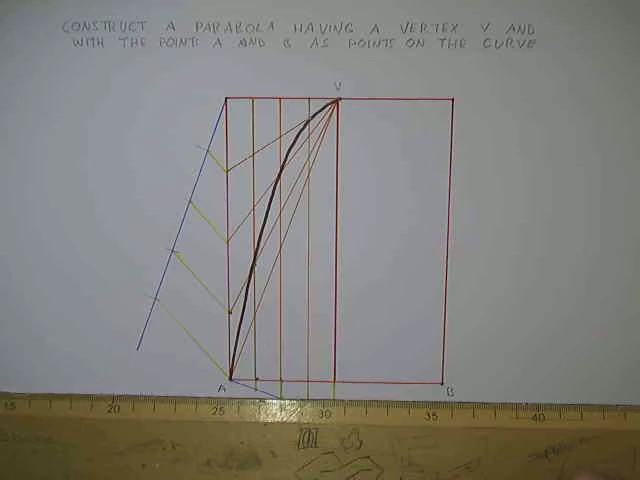 CONSTRUCT A PARABOLA HAVING A VERTEX V AND
WITH THE POINTS A AND B AS POINTS ON THE CURVE
V
A
B
15 20 25 30 35 40